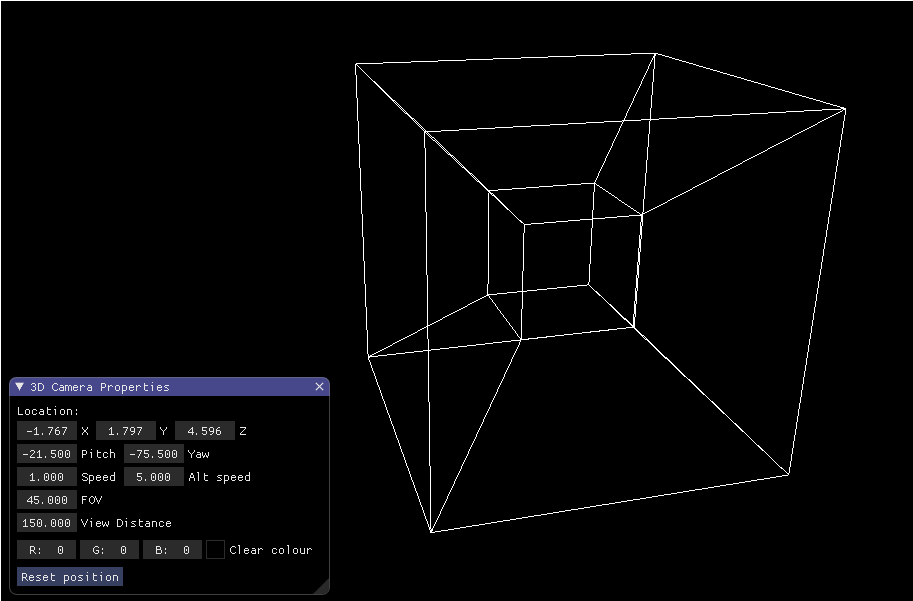 3D Camera Properties
Location:
-1.767 X 1.797 Y 4.596 Z
-21.500 Pitch -75.500 Yaw
1.000 Speed 5.000 Alt speed
45.000 FOV
150.000 View Distance
R: 0 G: 0 B: 0 Clear colour
Reset position